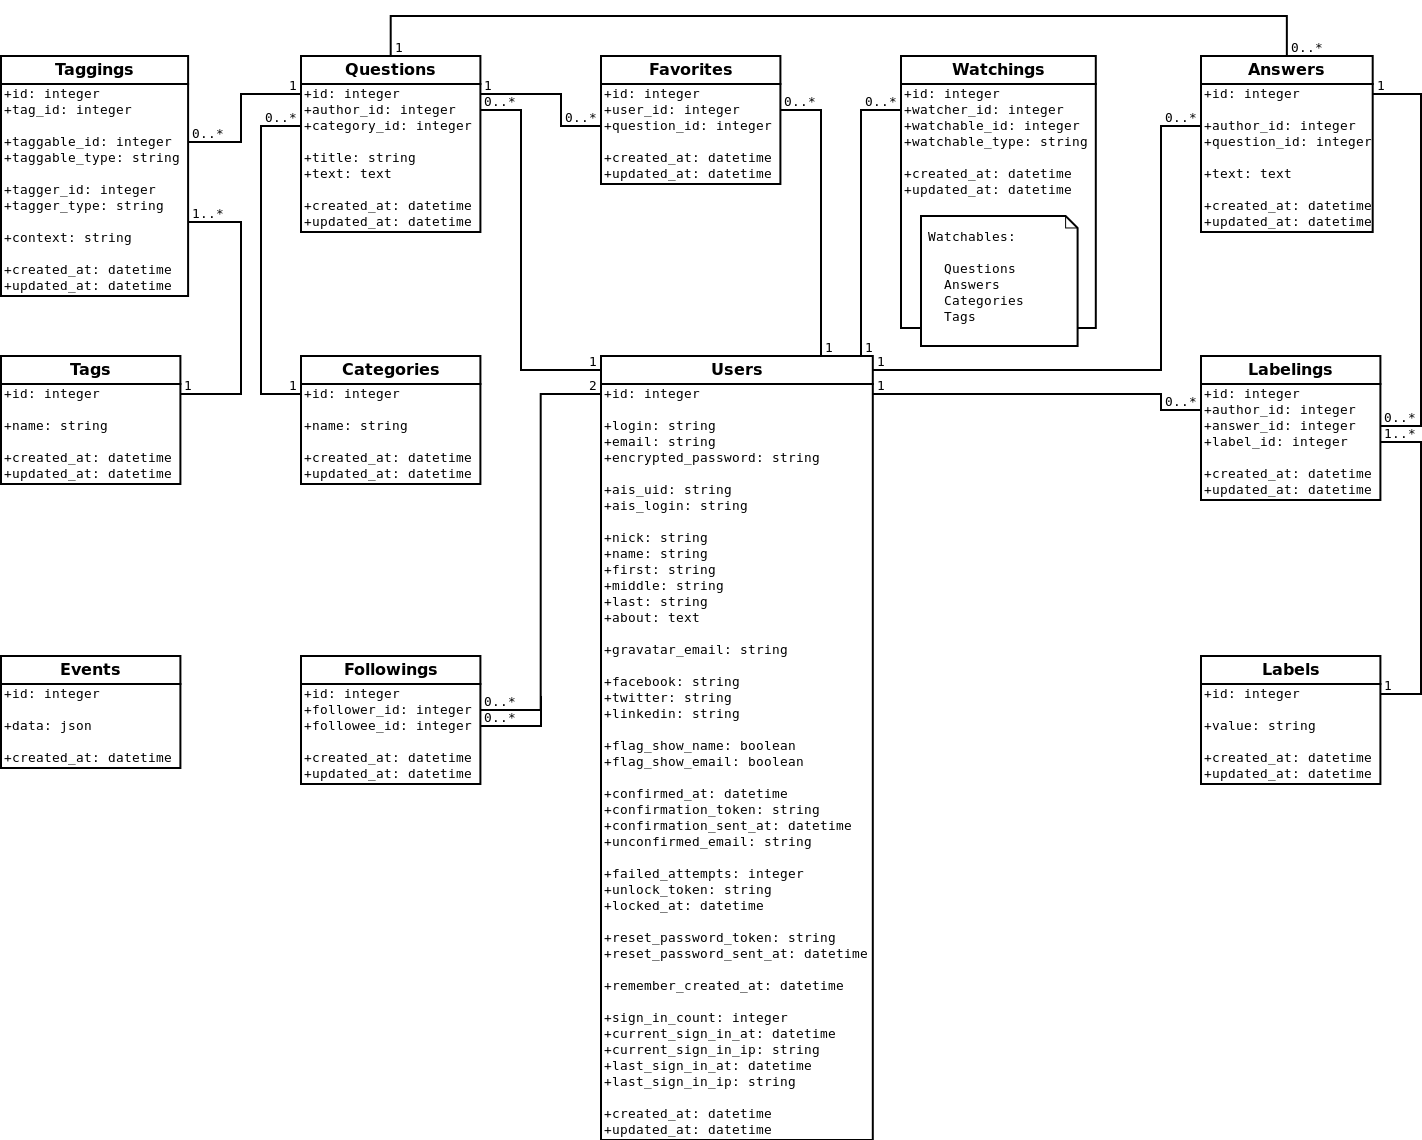 1
0..*
Taggings
+id: integer
+tag_id: integer
+taggable_id: integer
+taggable_type: string
+tagger_id: integer
+tagger_type: string
+context: string
+created_at: datetime
+updated_at: datetime
0..*
1..*
1
0..*
Questions
+id: integer
+author_id: integer
+category_id: integer
+title: string
+text: text
+created_at: datetime
+updated_at: datetime
1
0..*
0..*
Favorites
+id: integer
+user_id: integer
+question_id: integer
+created_at: datetime
+updated_at: datetime
0..*
0..*
Watchings
+id: integer
+watcher_id: integer
+watchable_id: integer
+watchable_type: string
+created_at: datetime
+updated_at: datetime
Watchables:
Questions
Answers
Categories
Tags
0..*
Answers
+id: integer
+author_id: integer
+question_id: integer
+text: text
+created_at: datetime
+updated_at: datetime
1
Tags
+id: integer
+name: string
+created_at: datetime
+updated_at: datetime
1
1
Categories
+id: integer
+name: string
+created_at: datetime
+updated_at: datetime
1
1
1
2
Users
+id: integer
+login: string
+email: string
+encrypted_password: string
+ais_uid: string
+ais_login: string
+nick: string
+name: string
+first: string
+middle: string
+last: string
+about: text
+gravatar_email: string
+facebook: string
+twitter: string
+linkedin: string
+flag_show_name: boolean
+flag_show_email: boolean
+confirmed_at: datetime
+confirmation_token: string
+confirmation_sent_at: datetime
+unconfirmed_email: string
+failed_attempts: integer
+unlock_token: string
+locked_at: datetime
+reset_password_token: string
+reset_password_sent_at: datetime
+remember_created_at: datetime
+sign_in_count: integer
+current_sign_in_at: datetime
+current_sign_in_ip: string
+last_sign_in_at: datetime
+last_sign_in_ip: string
+created_at: datetime
+updated_at: datetime
1
1
0..*
Labelings
+id: integer
+author_id: integer
+answer_id: integer
+label_id: integer
+created_at: datetime
+updated_at: datetime
0..*
1..*
Events
+id: integer
+data: json
+created_at: datetime
Followings
+id: integer
+follower_id: integer
+followee_id: integer
+created_at: datetime
+updated_at: datetime
0..*
0..*
Labels
+id: integer
+value: string
+created_at: datetime
+updated_at: datetime
1